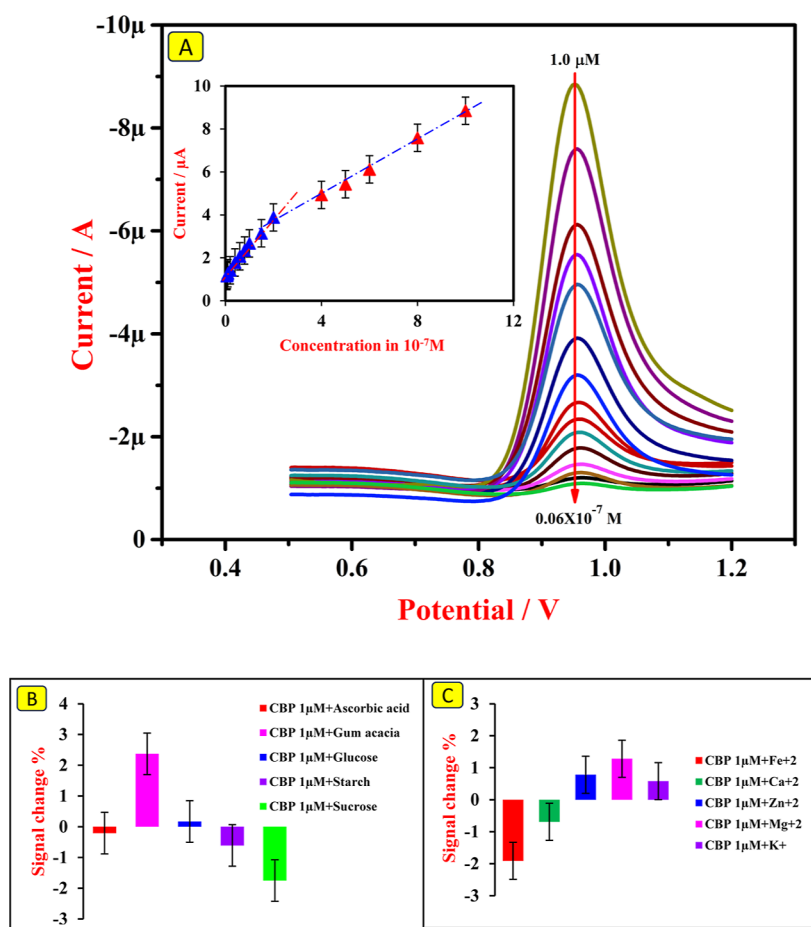 A
-10μ
-8μ
-6μ
-4μ
-2μ
0
Current / A
0.4
0.6
0.8
1.0
1.2
Potential / V
1.0 μM
0.06X10⁻⁷ M
10
8
6
4
2
0
Current / μA
0
4
8
12
Concentration in 10⁻⁷M
B
4
3
2
1
0
-1
-2
-3
Signal change %
CBP 1μM+Ascorbic acid
CBP 1μM+Gum acacia
CBP 1μM+Glucose
CBP 1μM+Starch
CBP 1μM+Sucrose
C
3
2
1
0
-1
-2
-3
Signal change %
CBP 1μM+Fe+2
CBP 1μM+Ca+2
CBP 1μM+Zn+2
CBP 1μM+Mg+2
CBP 1μM+K+